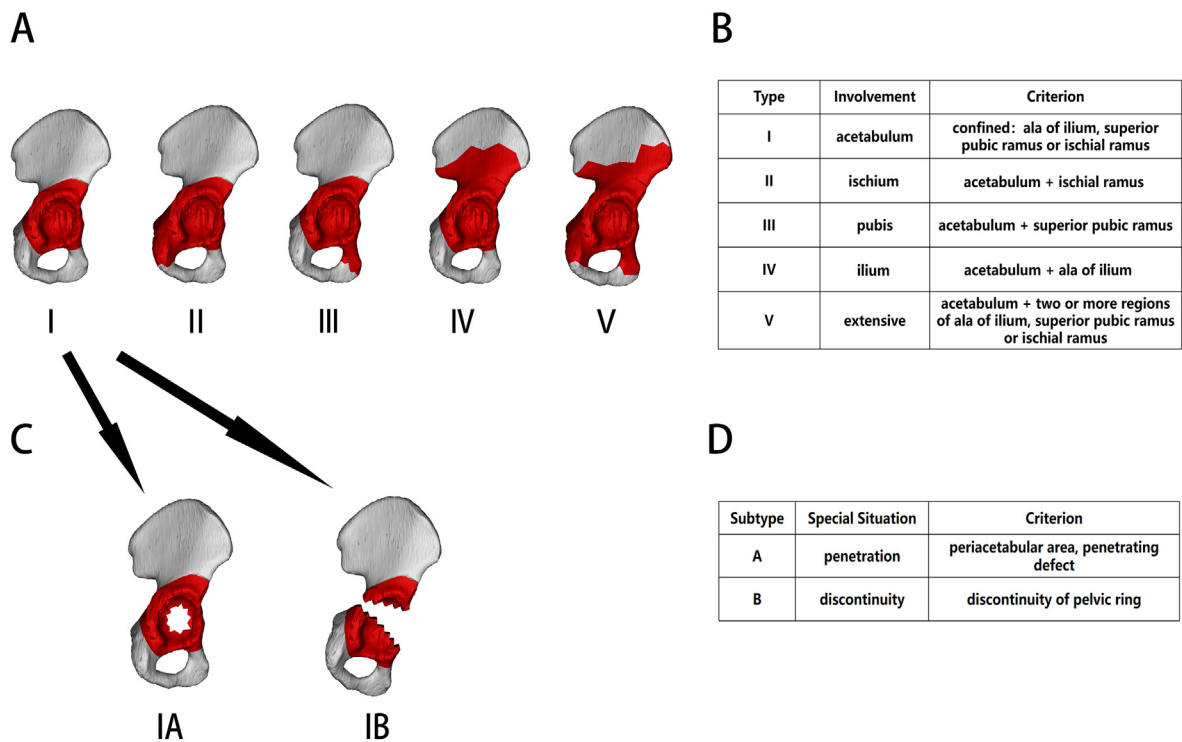 A
I
II
III
IV
V
B
Type Involvement Criterion
I acetabulum confined: ala of ilium, superior
pubic ramus or ischial ramus
II ischium acetabulum + ischial ramus
III pubis acetabulum + superior pubic ramus
IV ilium acetabulum + ala of ilium
V extensive acetabulum + two or more regions
of ala of ilium, superior pubic ramus
or ischial ramus
C
IA
IB
D
Subtype Special Situation Criterion
A penetration periacetabular area, penetrating
defect
B discontinuity discontinuity of pelvic ring